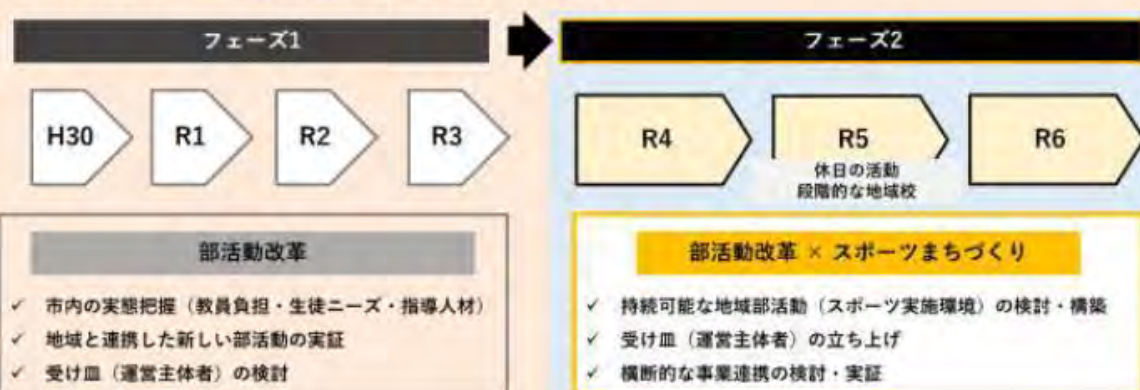 フェーズ1
フェーズ2
H30
R1
R2
R3
R4
R5
休日の活動
段階的な地域校
R6
部活動改革
✓ 市内の実態把握（教員負担・生徒ニーズ・指導人材）
✓ 地域と連携した新しい部活動の実証
✓ 受け皿（運営主体者）の検討
部活動改革 × スポーツまちづくり
✓ 持続可能な地域部活動（スポーツ実施環境）の検討・構築
✓ 受け皿（運営主体者）の立ち上げ
✓ 横断的な事業連携の検討・実証